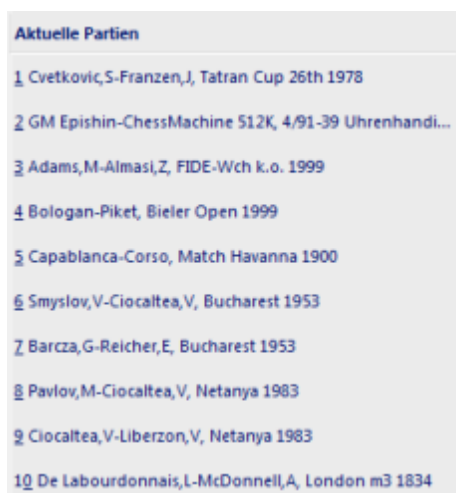 Aktuelle Partien
1 Cvetkovic,S-Franzen,J, Tatran Cup 26th 1978
2 GM Epishin-ChessMachine 512K, 4/91-39 Uhrenhandi...
3 Adams,M-Almasi,Z, FIDE-Wch k.o. 1999
4 Bologan-Piket, Bieler Open 1999
5 Capablanca-Corso, Match Havanna 1900
6 Smyslov,V-Ciocaltea,V, Bucharest 1953
7 Barcza,G-Reicher,E, Bucharest 1953
8 Pavlov,M-Ciocaltea,V, Netanya 1983
9 Ciocaltea,V-Liberzon,V, Netanya 1983
10 De Labourdonnais,L-McDonnell,A, London m3 1834